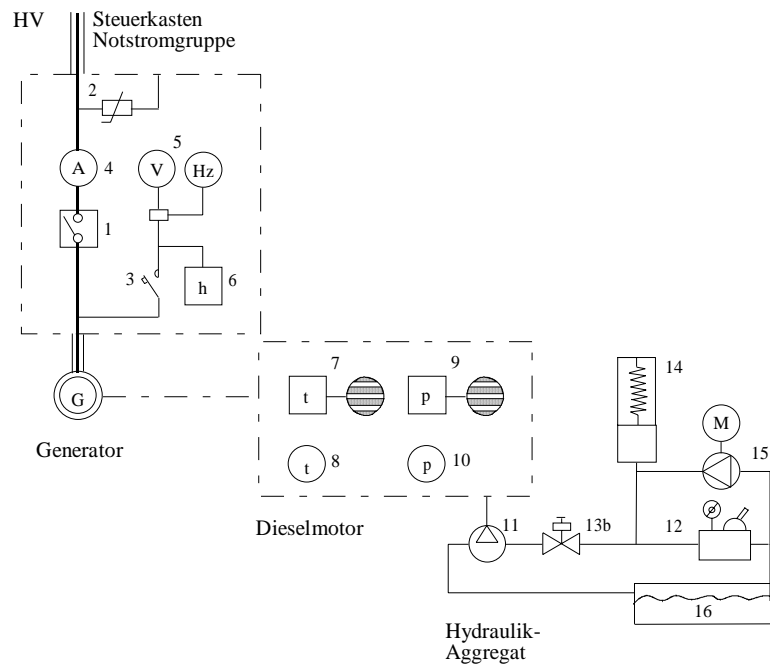 HV
Steuerkasten
Notstromgruppe
2
5
A
4
V
Hz
1
3
h
6
G
Generator
7
9
t
p
t
8
p
10
Dieselmotor
14
M
15
11
13b
12
16
Hydraulik-
Aggregat